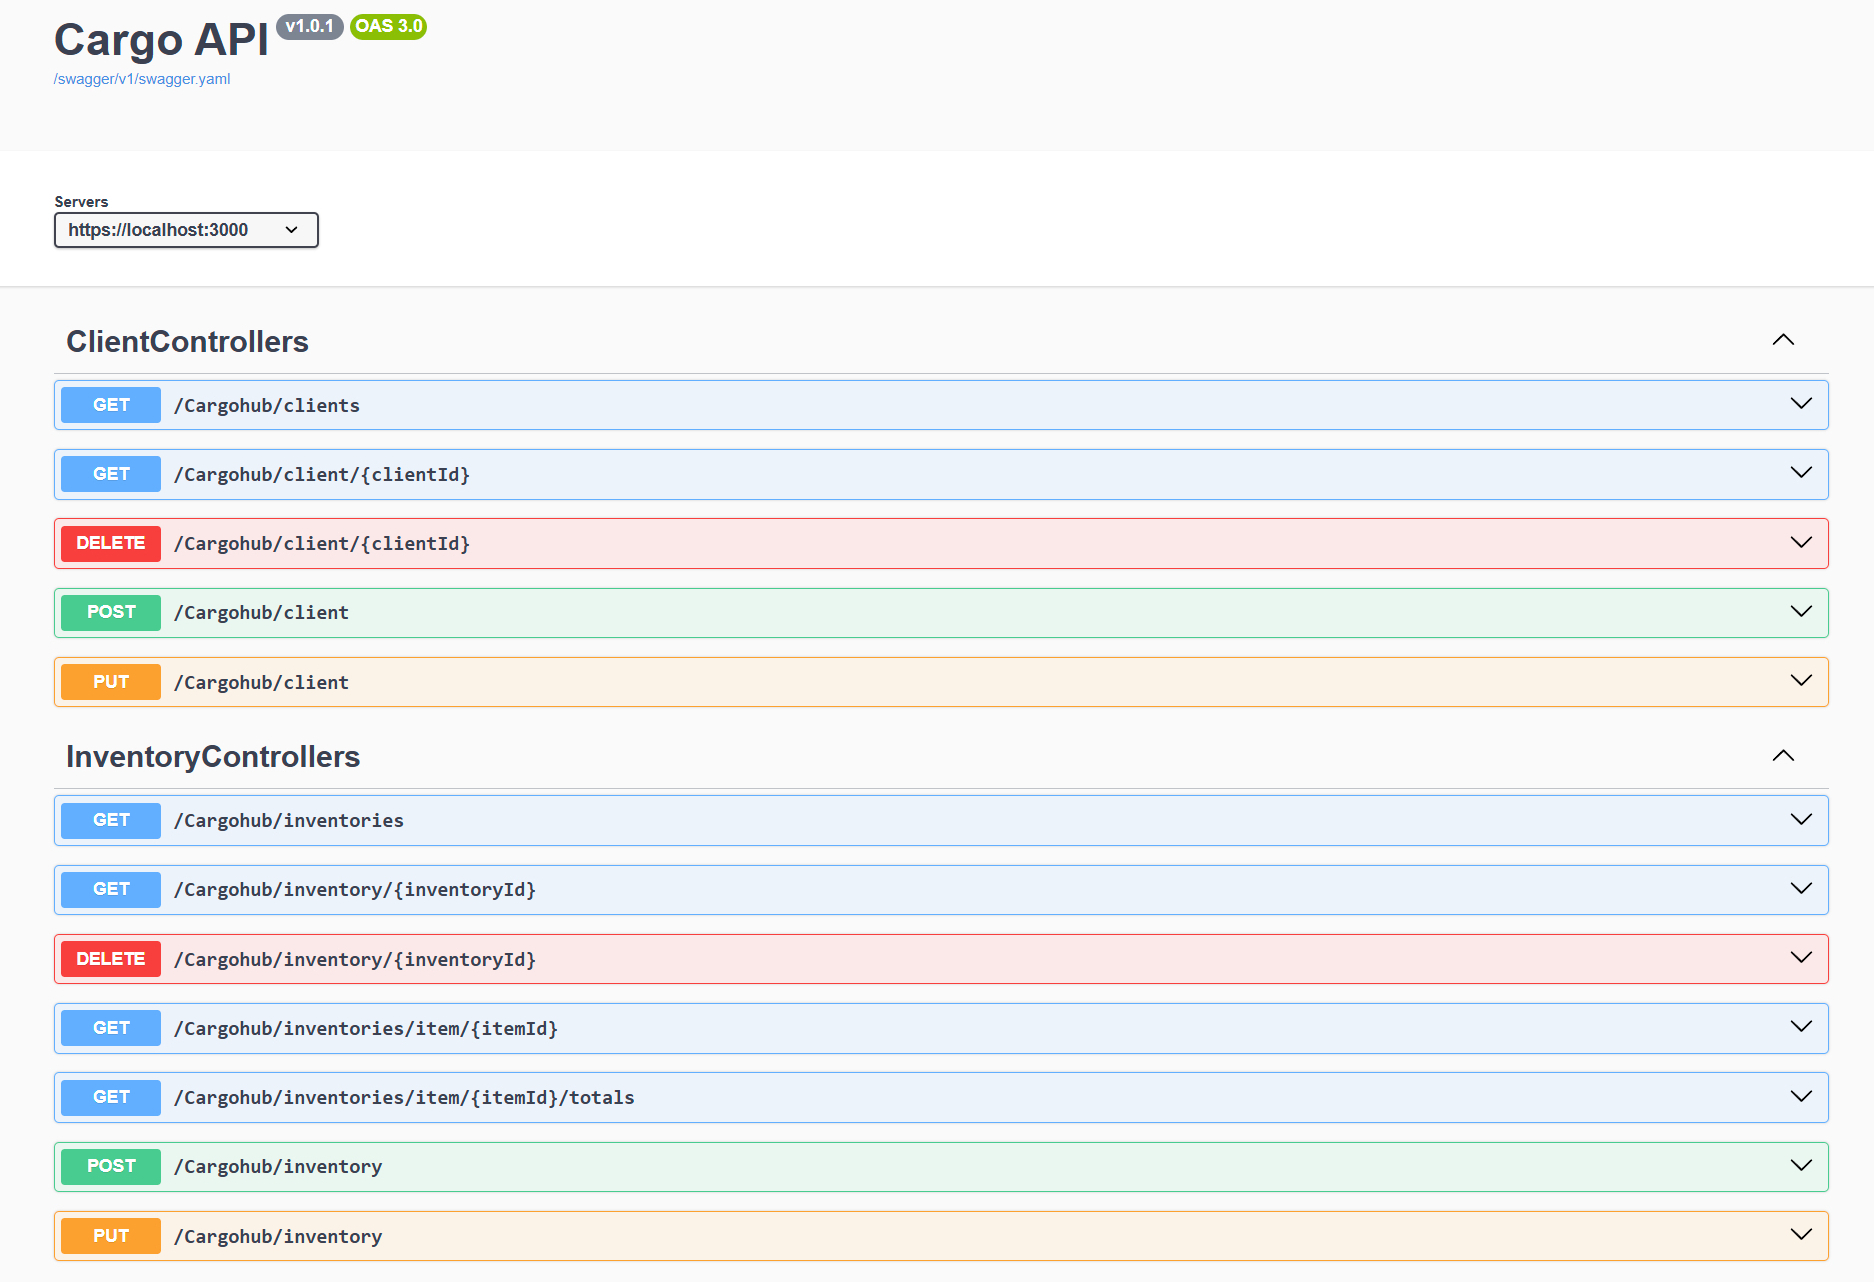 Cargo API v1.0.1 OAS 3.0
/swagger/v1/swagger.yaml
Servers
https://localhost:3000
ClientControllers
GET /Cargohub/clients
GET /Cargohub/client/{clientId}
DELETE /Cargohub/client/{clientId}
POST /Cargohub/client
PUT /Cargohub/client
InventoryControllers
GET /Cargohub/inventories
GET /Cargohub/inventory/{inventoryId}
DELETE /Cargohub/inventory/{inventoryId}
GET /Cargohub/inventories/item/{itemId}
GET /Cargohub/inventories/item/{itemId}/totals
POST /Cargohub/inventory
PUT /Cargohub/inventory